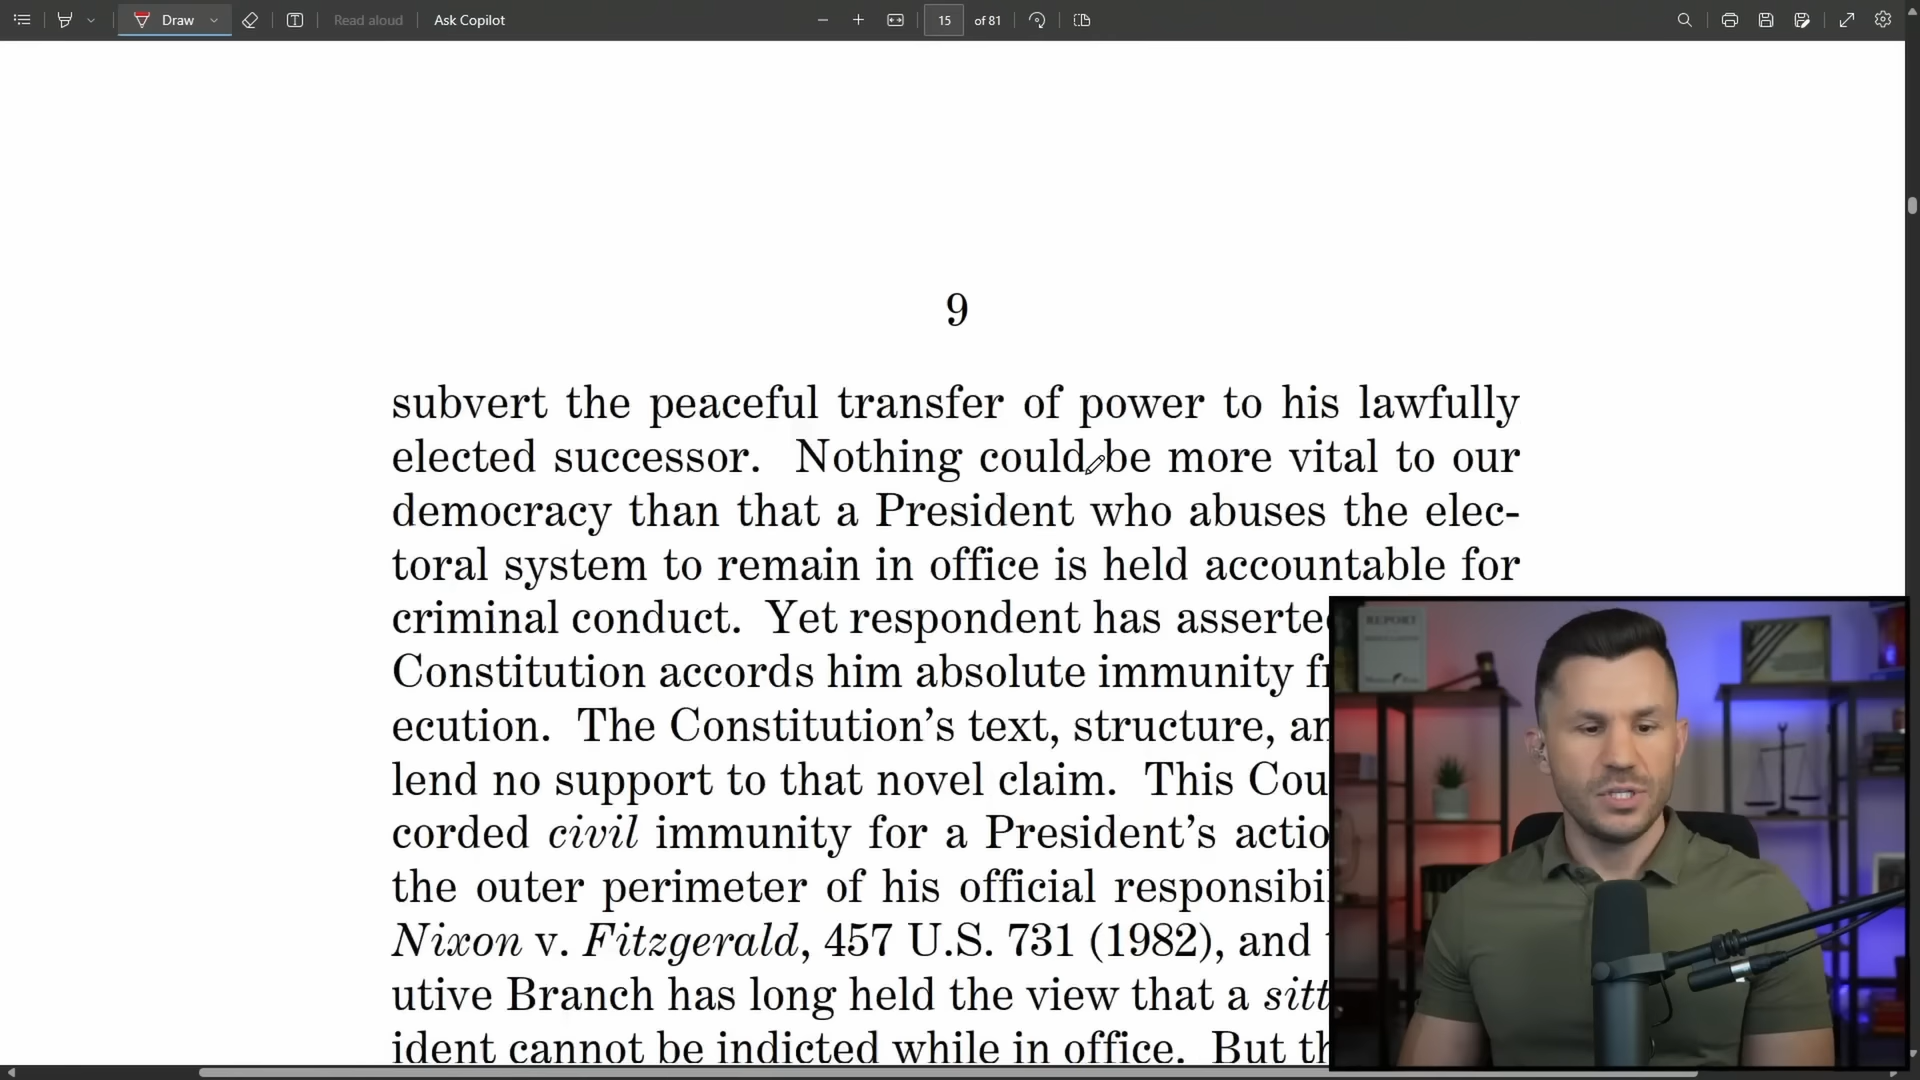 Draw
Read aloud
Ask Copilot
15 of 81
9
subvert the peaceful transfer of power to his lawfully
elected successor. Nothing could be more vital to our
democracy than that a President who abuses the elec-
toral system to remain in office is held accountable for
criminal conduct. Yet respondent has asserte
Constitution accords him absolute immunity f
ecution. The Constitution’s text, structure, an
lend no support to that novel claim. This Cou
corded civil immunity for a President’s actio
the outer perimeter of his official responsibil
Nixon v. Fitzgerald, 457 U.S. 731 (1982), and
utive Branch has long held the view that a sitt
ident cannot be indicted while in office. But th
REPORT